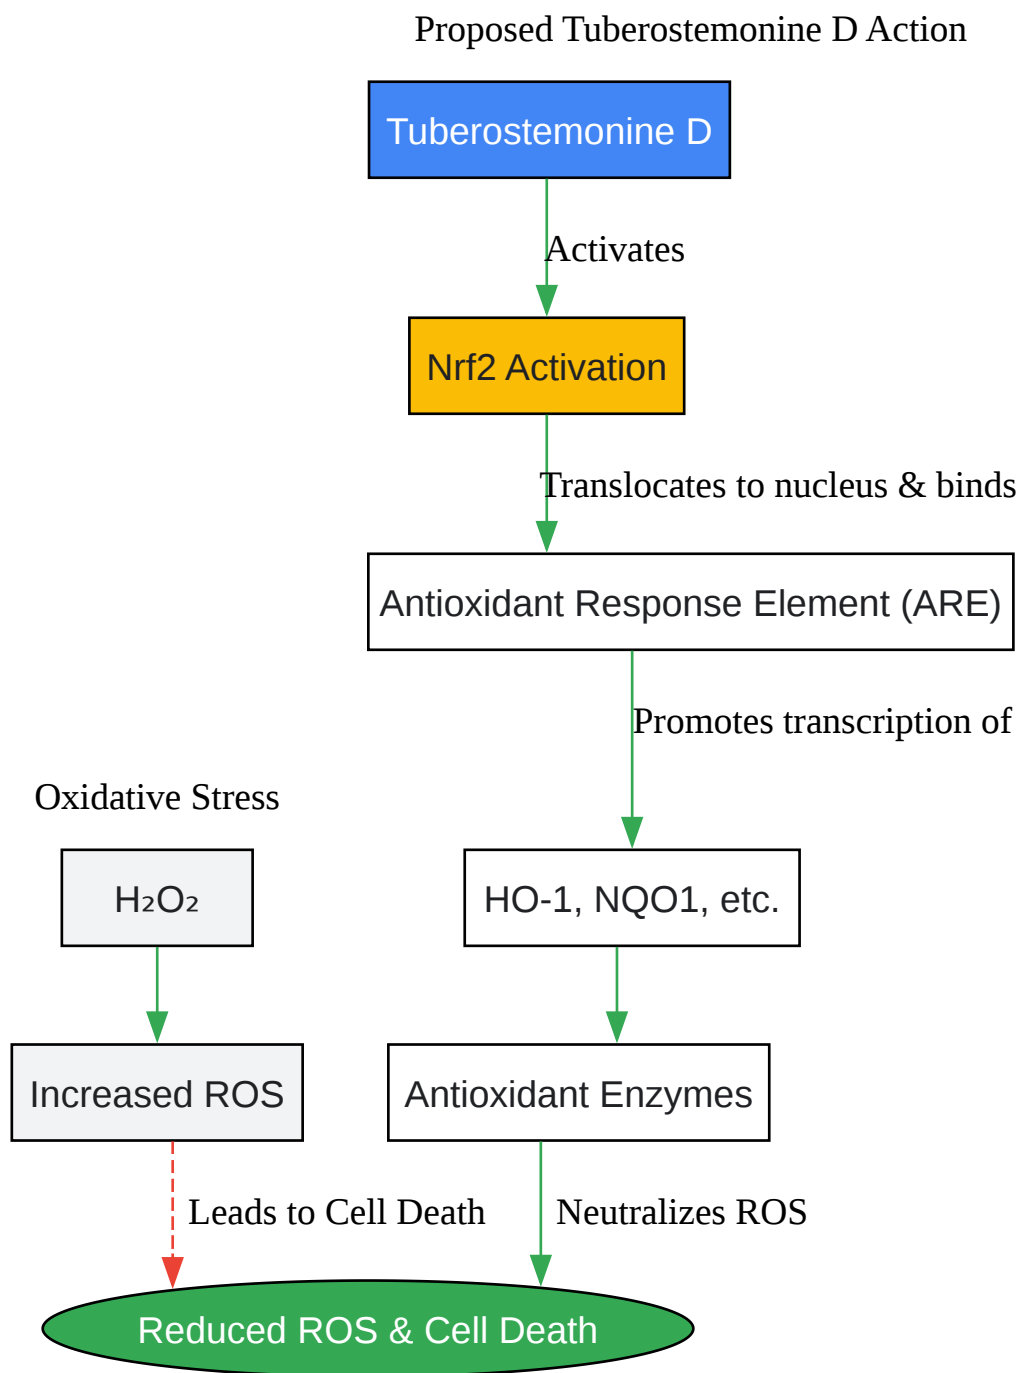 Proposed Tuberostemonine D Action
Tuberostemonine D
Activates
Nrf2 Activation
Translocates to nucleus & binds
Antioxidant Response Element (ARE)
Promotes transcription of
Oxidative Stress
H₂O₂
HO-1, NQO1, etc.
Increased ROS
Antioxidant Enzymes
Leads to Cell Death
Neutralizes ROS
Reduced ROS & Cell Death